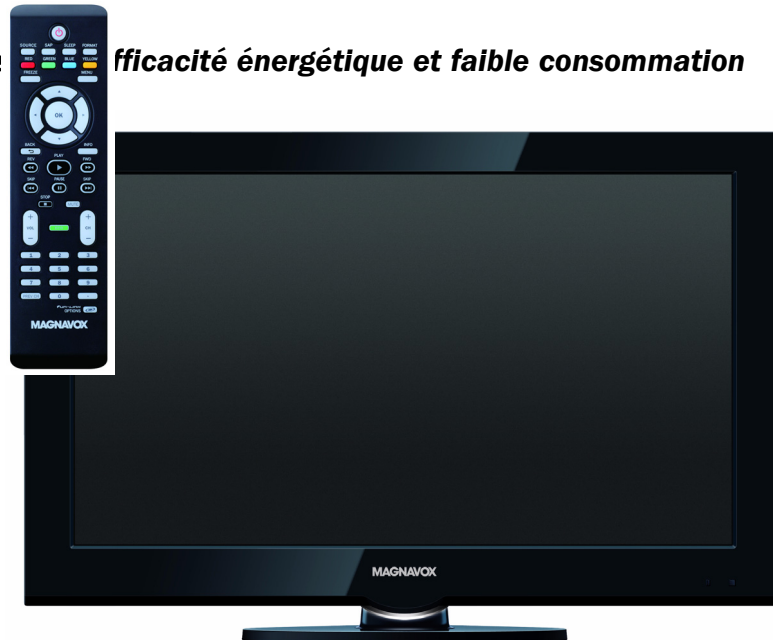 fficacité énergétique et faible consommation
SOURCE SAP SLEEP FORMAT
RED GREEN BLUE YELLOW
FREEZE MENU
OK
BACK INFO
PLAY
REV FWD
SKIP PAUSE SKIP
STOP
+ +
VOL CH
- -
1 2 3
4 5 6
7 8 9
0 .
OPTIONS
MAGNAVOX
MAGNAVOX